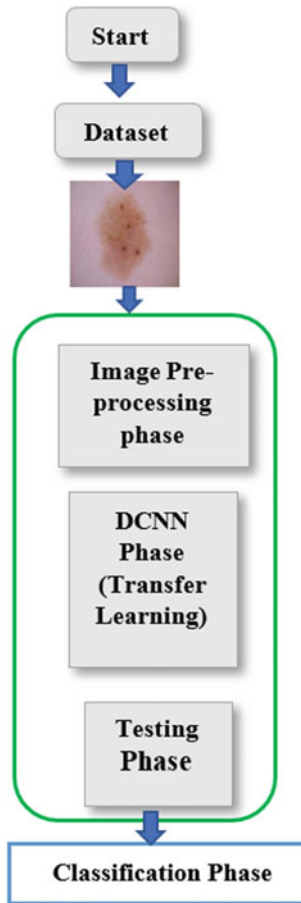 Start
Dataset
Image Pre-
processing
phase
DCNN
Phase
(Transfer
Learning)
Testing
Phase
Classification Phase